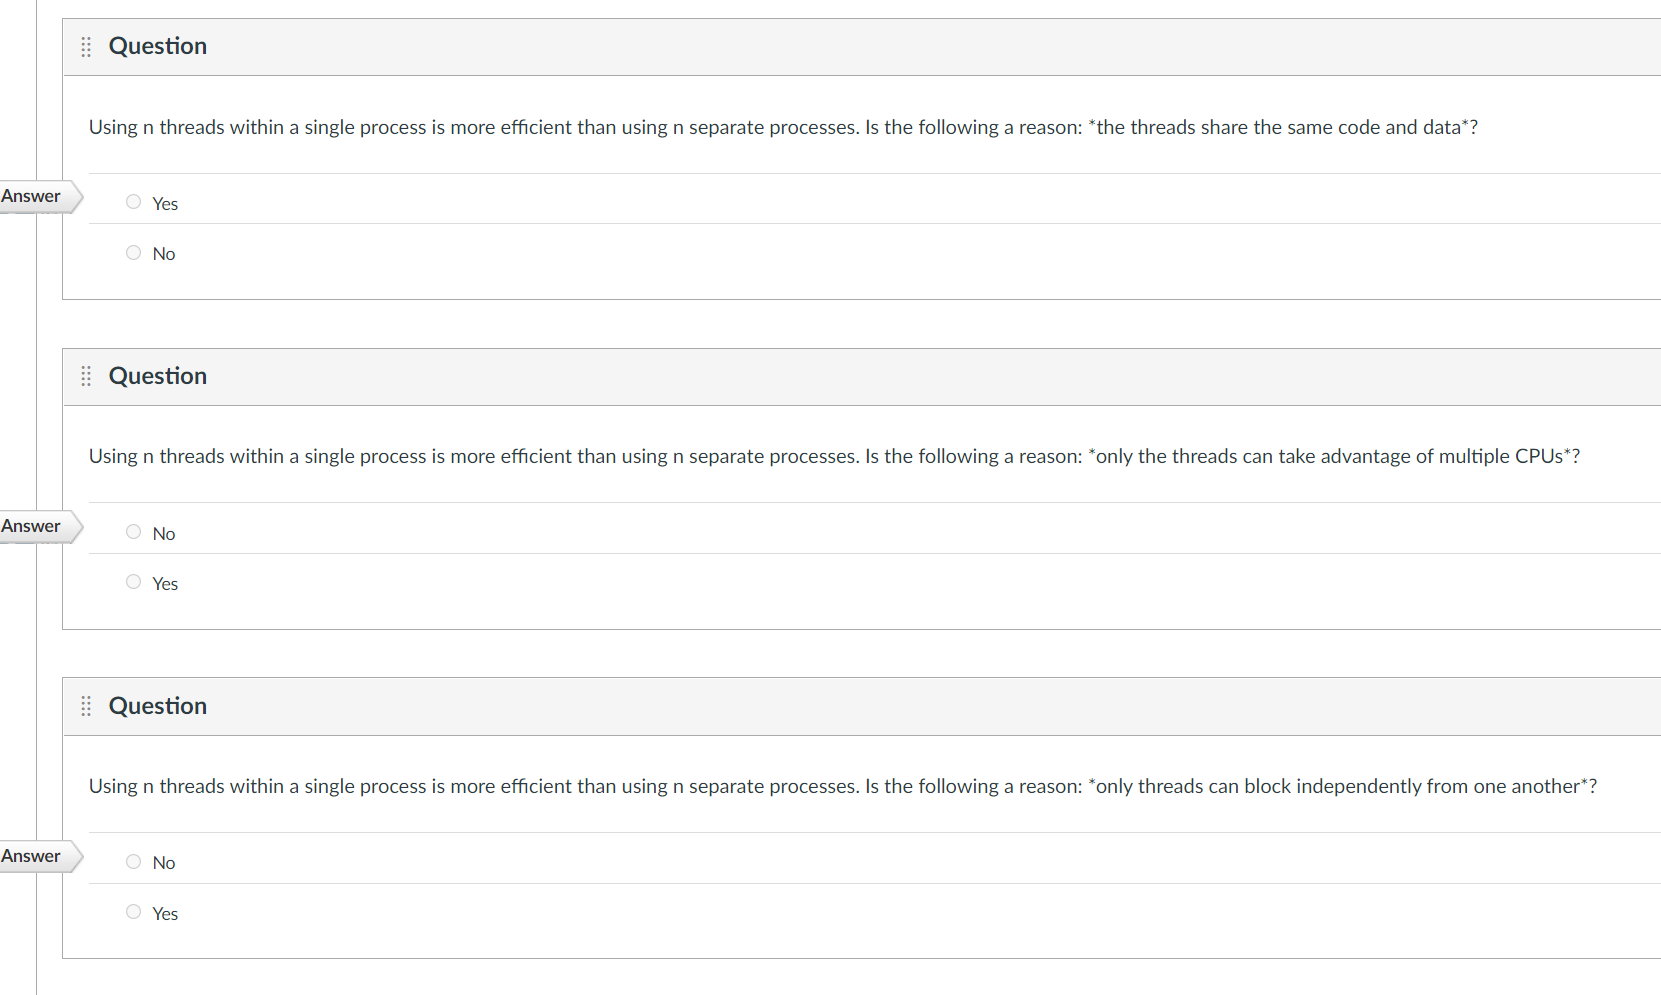 Question
Using n threads within a single process is more efficient than using n separate processes. Is the following a reason: *the threads share the same code and data*?
Answer
Yes
No
Question
Using n threads within a single process is more efficient than using n separate processes. Is the following a reason: *only the threads can take advantage of multiple CPUs*?
Answer
No
Yes
Question
Using n threads within a single process is more efficient than using n separate processes. Is the following a reason: *only threads can block independently from one another*?
Answer
No
Yes